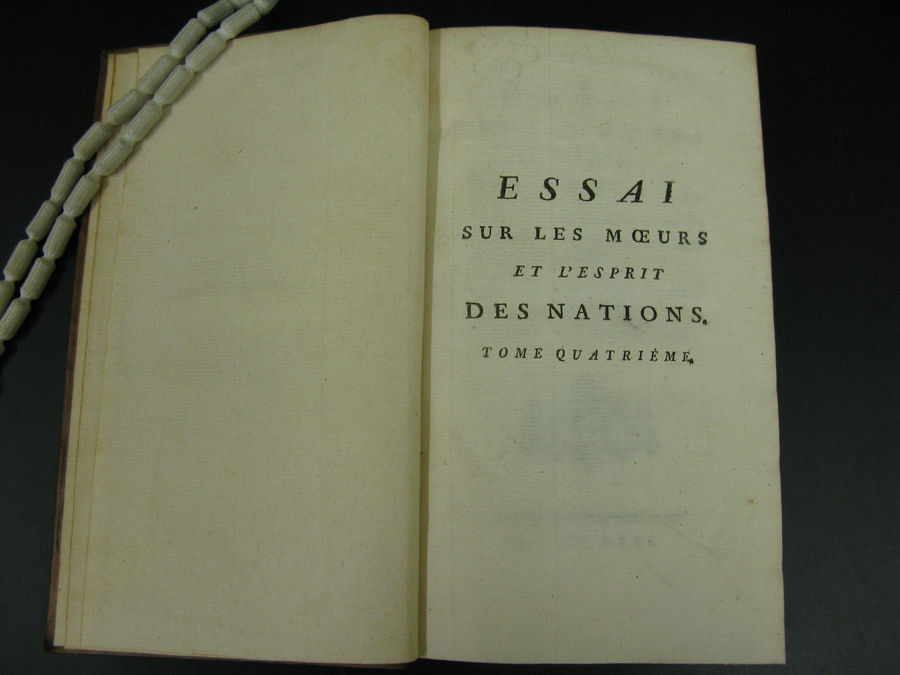 ESSAI
SUR LES MŒURS
ET L'ESPRIT
DES NATIONS.
TOME QUATRIÉME.